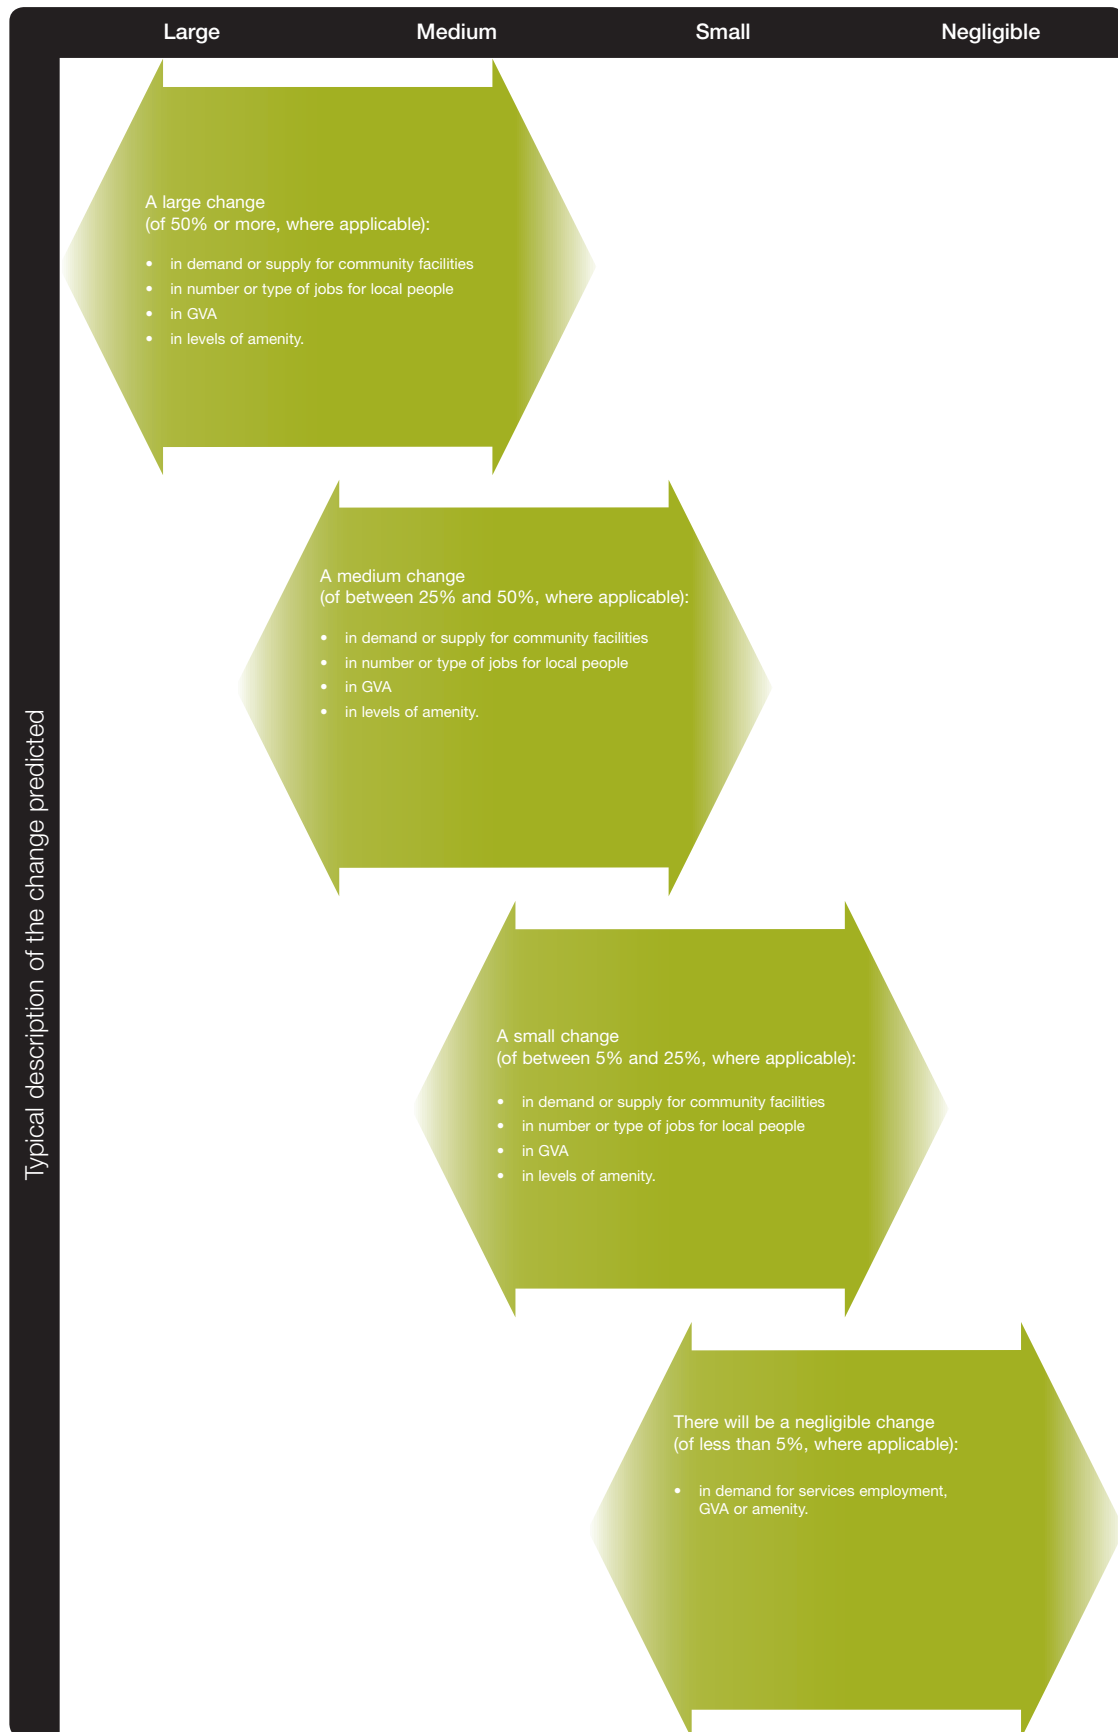 Large Medium Small Negligible
Typical description of the change predicted
A large change
(of 50% or more, where applicable):
• in demand or supply for community facilities
• in number or type of jobs for local people
• in GVA
• in levels of amenity.
A medium change
(of between 25% and 50%, where applicable):
• in demand or supply for community facilities
• in number or type of jobs for local people
• in GVA
• in levels of amenity.
A small change
(of between 5% and 25%, where applicable):
• in demand or supply for community facilities
• in number or type of jobs for local people
• in GVA
• in levels of amenity.
There will be a negligible change
(of less than 5%, where applicable):
• in demand for services employment,
GVA or amenity.